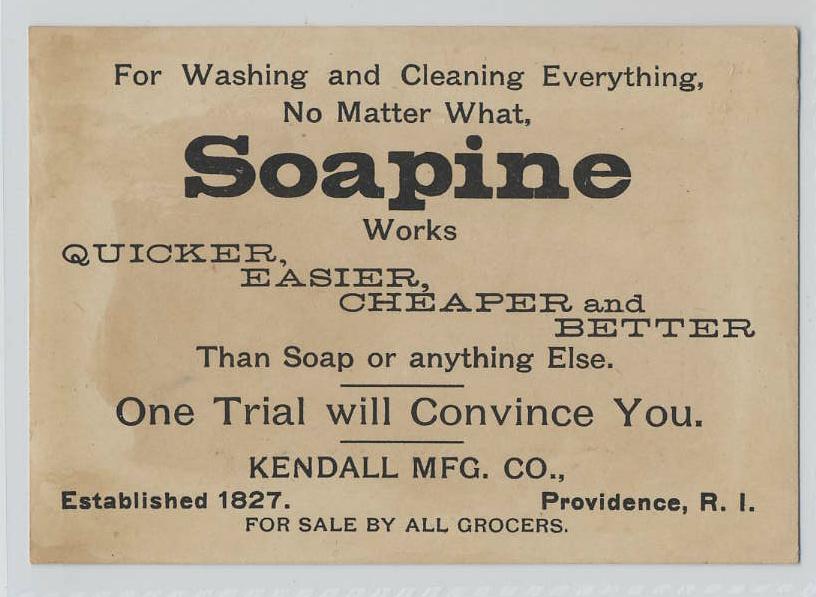 For Washing and Cleaning Everything,
No Matter What,
Soapine
Works
QUICKER,
EASIER,
CHEAPER and
BETTER
Than Soap or anything Else.
One Trial will Convince You.
KENDALL MFG. CO.,
Established 1827. Providence, R. I.
FOR SALE BY ALL GROCERS.